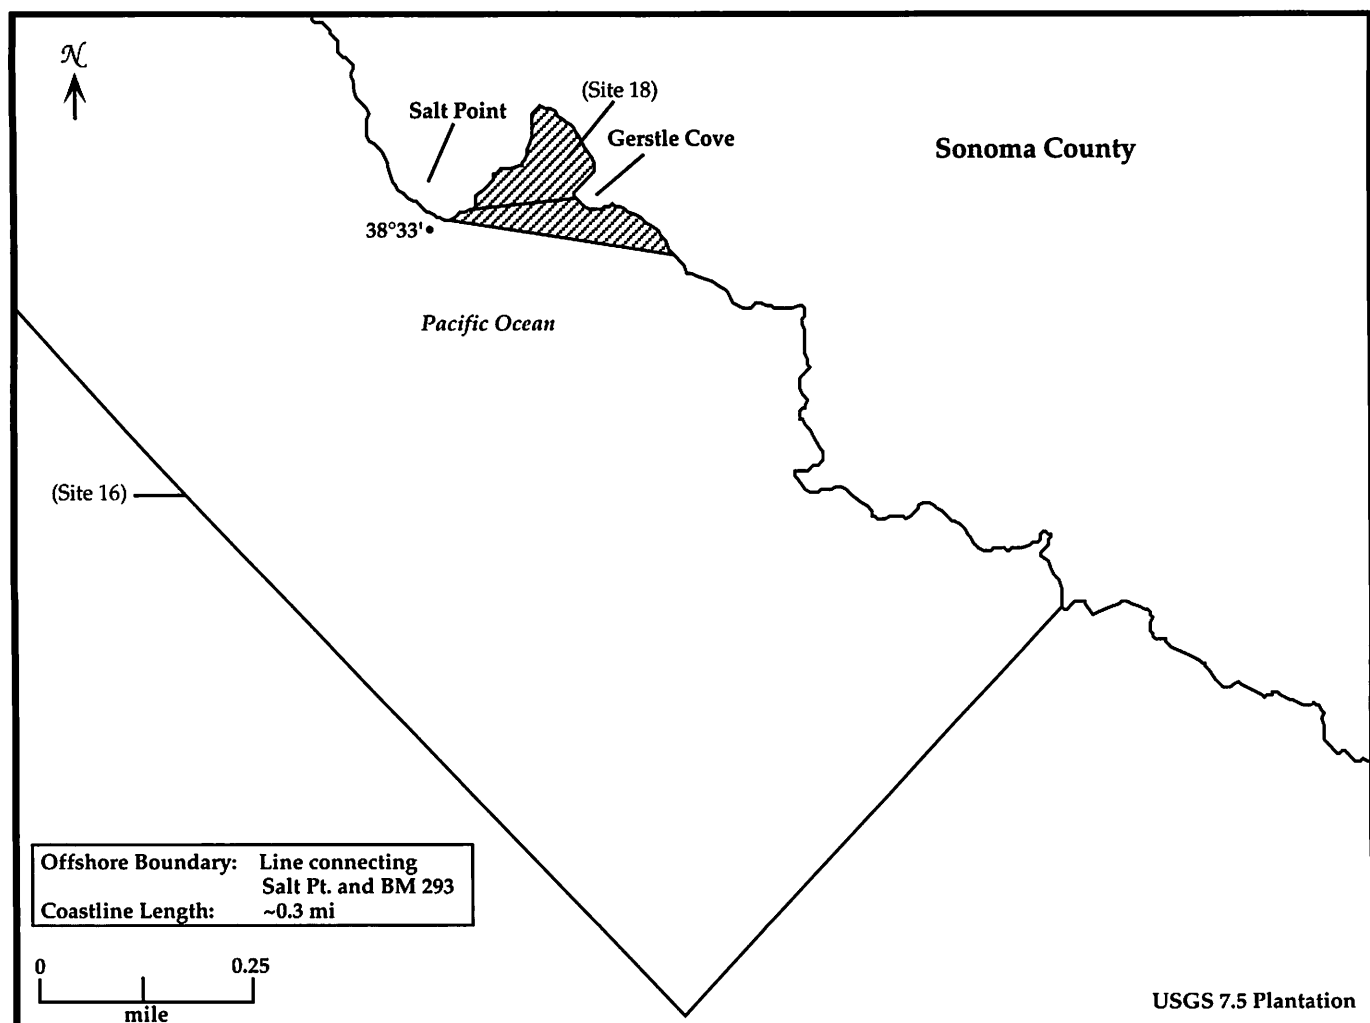 N
(Site 18)
Salt Point
Gerstle Cove
Sonoma County
38°33'
Pacific Ocean
(Site 16)
Offshore Boundary: Line connecting
Salt Pt. and BM 293
Coastline Length: ~0.3 mi
0 0.25
mile
USGS 7.5 Plantation